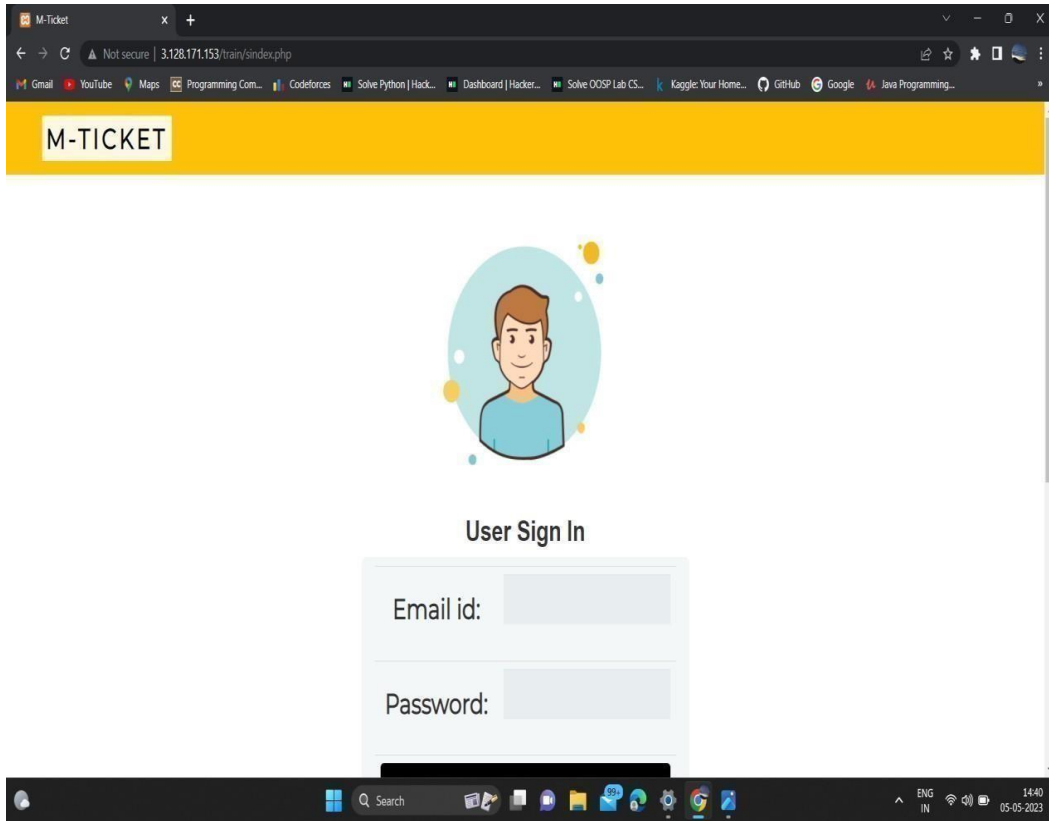 M-Ticket
Not secure | 3.128.171.153/train/sindex.php
Gmail YouTube Maps CC Programming Com... Codeforces Solve Python | Hack... Dashboard | Hacker... Solve OOSP Lab CS... Kaggle: Your Home... GitHub Google Java Programming... »
M-TICKET
User Sign In
Email id:
Password:
Search 99+ ENG 14:40
IN 05-05-2023